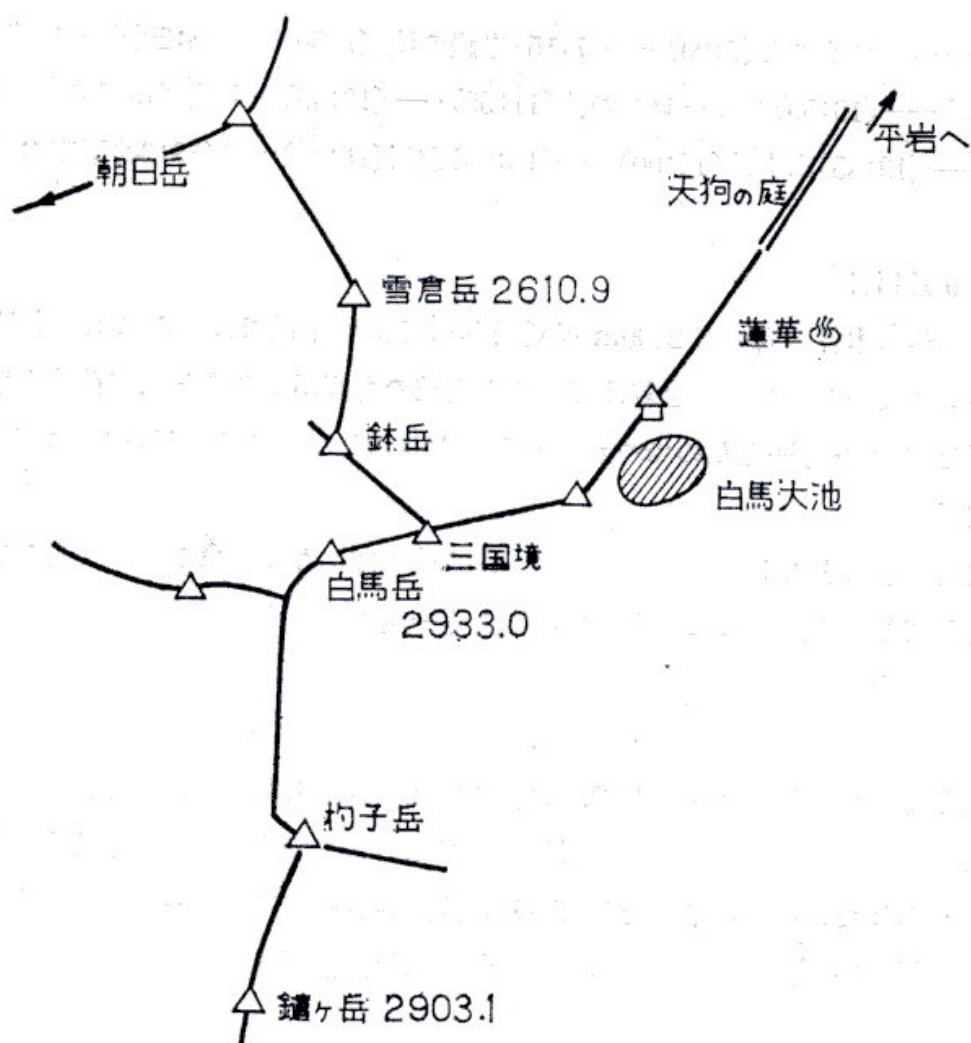 平岩へ
朝日岳
天狗の庭
雪倉岳 2610.9
蓮華♨
鉢岳
白馬大池
三国境
白馬岳
2933.0
杓子岳
鑓ヶ岳 2903.1